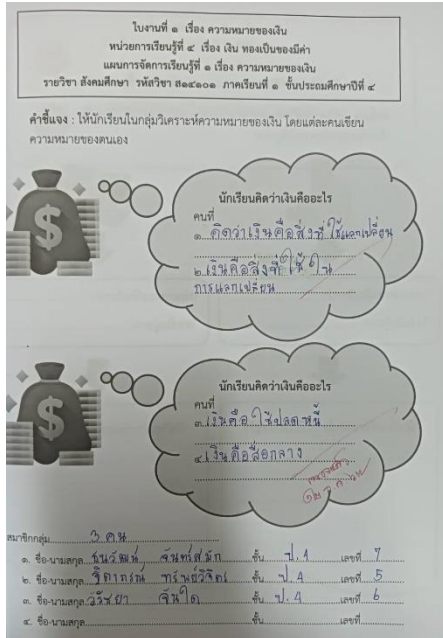 ใบงานที่ ๑ เรื่อง ความหมายของเงิน
หน่วยการเรียนรู้ที่ ๔ เรื่อง เงิน ทองเป็นของมีค่า
แผนการจัดการเรียนรู้ที่ ๑ เรื่อง ความหมายของเงิน
รายวิชา สังคมศึกษา รหัสวิชา ส๑๔๑๐๑ ภาคเรียนที่ ๑ ชั้นประถมศึกษาปีที่ ๔
คำชี้แจง : ให้นักเรียนในกลุ่มวิเคราะห์ความหมายของเงิน โดยแต่ละคนเขียน
ความหมายของตนเอง
นักเรียนคิดว่าเงินคืออะไร
คนที่
๑. คิดว่าเงินคือสิ่งที่ใช้แลกเปลี่ยน
๒. เงินคือสิ่งที่ใช้ใน
การแลกเปลี่ยน
นักเรียนคิดว่าเงินคืออะไร
คนที่
๓. เงินคือ ใช้ปลดหนี้
๔. เงินคือสื่อกลาง
สมาชิกกลุ่ม 3 คน
๑. ชื่อ-นามสกุล ธนวัฒน์ ชั้น ป.4 เลขที่ 7
๒. ชื่อ-นามสกุล ชั้น ป.4 เลขที่ 5
๓. ชื่อ-นามสกุล จันใด ชั้น ป.4 เลขที่ 6
๔. ชื่อ-นามสกุล ชั้น เลขที่